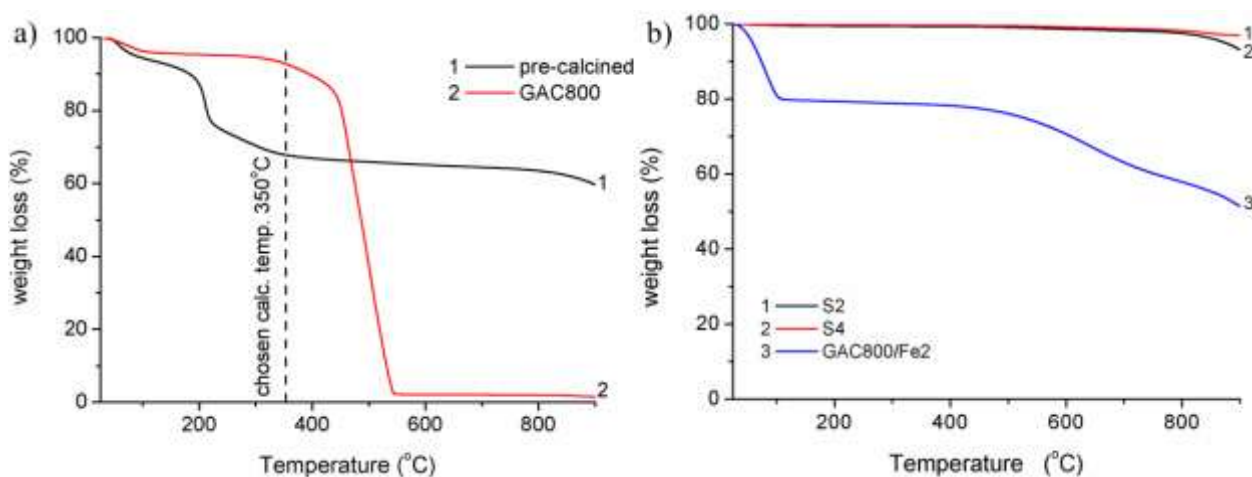 a)
100
80
60
40
20
0
weight loss (%)
1 pre-calcined
2 GAC800
chosen calc. temp. 350°C
1
2
200 400 600 800
Temperature (°C)
b)
100
80
60
40
20
0
weight loss (%)
1
2
3
1 S2
2 S4
3 GAC800/Fe2
200 400 600 800
Temperature (°C)